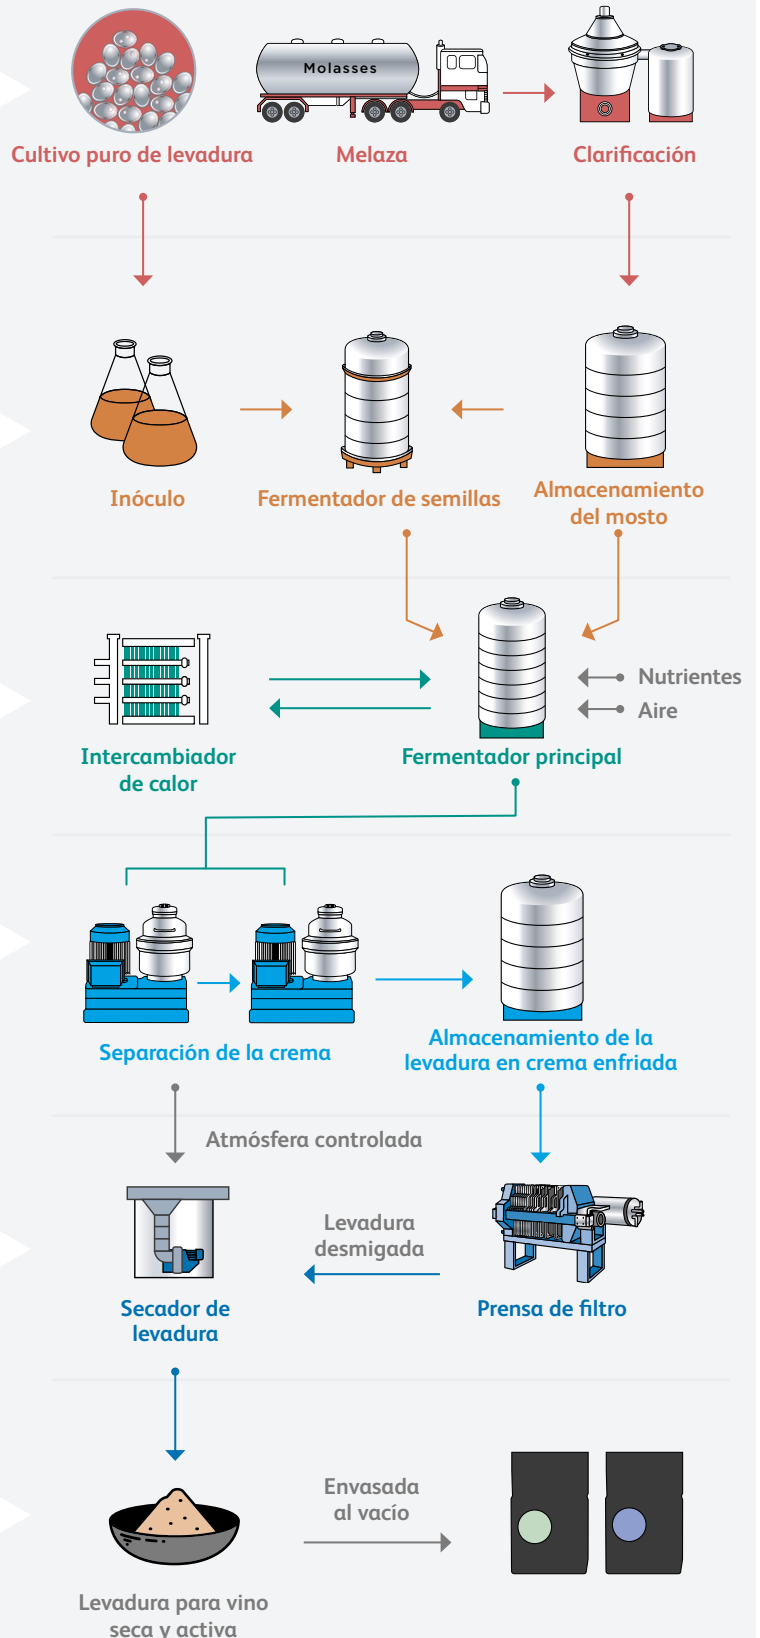 Molasses
Cultivo puro de levadura
Melaza
Clarificación
Inóculo
Fermentador de semillas
Almacenamiento
del mosto
Nutrientes
Aire
Intercambiador
de calor
Fermentador principal
Separación de la crema
Almacenamiento de la
levadura en crema enfriada
Atmósfera controlada
Levadura
desmigada
Secador de
levadura
Prensa de filtro
Envasada
al vacío
Levadura para vino
seca y activa